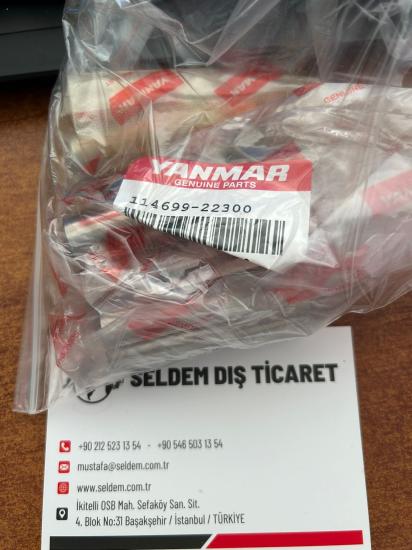 YANMAR
GENUINE PARTS
114699-22300
SELDEM DIŞ TİCARET
+90 212 523 13 54 - +90 546 503 13 54
mustafa@seldem.com.tr
www.seldem.com.tr
İkitelli OSB Mah. Sefaköy San. Sit.
4. Blok No:31 Başakşehir / İstanbul / TÜRKİYE